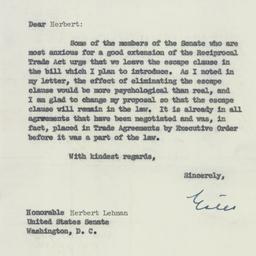 Dear Herbert:
Some of the members of the Senate who are
most anxious for a good extension of the Reciprocal
Trade Act urge that we leave the escape clause in
the bill which I plan to introduce. As I noted in
my letter, the effect of eliminating the escape
clause would be more psychological than real, and
I am glad to change my proposal so that the escape
clause will remain in the law. It is already in all
agreements that have been negotiated and was, in
fact, placed in Trade Agreements by Executive Order
before it was a part of the law.
With kindest regards,
Sincerely,
Honorable Herbert Lehman
United States Senate
Washington, D. C.